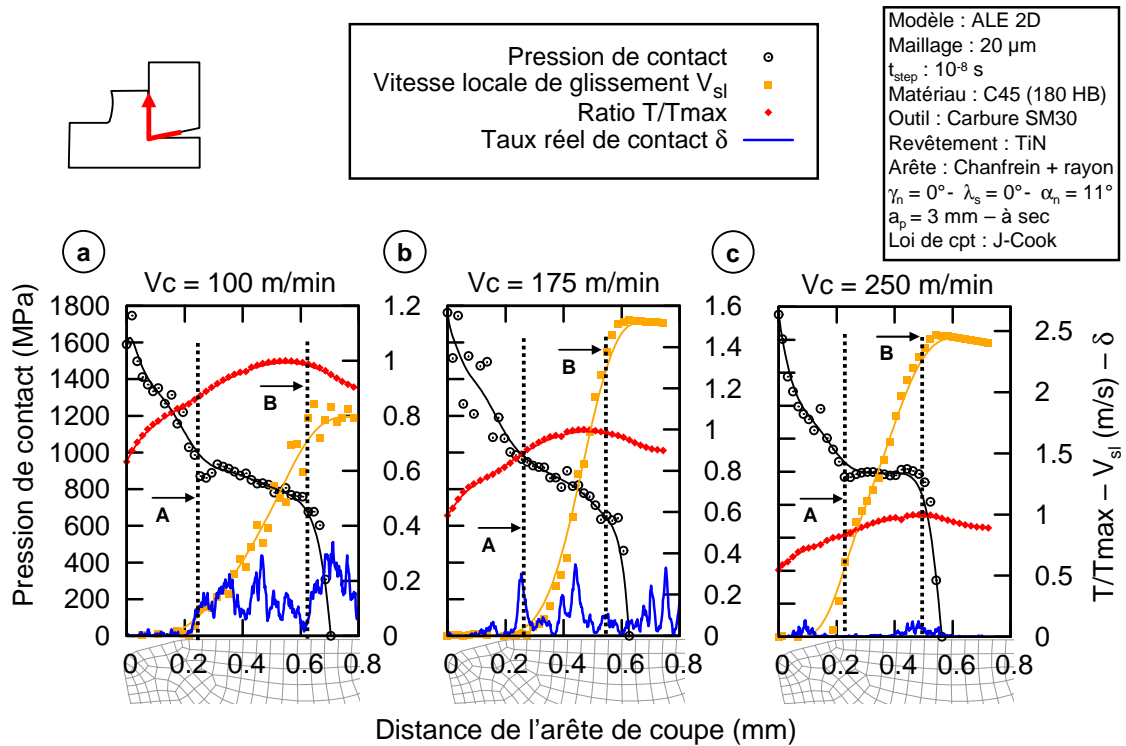 Pression de contact
Vitesse locale de glissement Vsl
Ratio T/Tmax
Taux réel de contact δ
Modèle : ALE 2D
Maillage : 20 µm
tstep : 10-8 s
Matériau : C45 (180 HB)
Outil : Carbure SM30
Revêtement : TiN
Arête : Chanfrein + rayon
γn = 0°- λs = 0°- αn = 11°
ap = 3 mm – à sec
Loi de cpt : J-Cook
a
b
c
Vc = 100 m/min
Vc = 175 m/min
Vc = 250 m/min
Pression de contact (MPa)
1800
1600
1400
1200
1000
800
600
400
200
0
A
B
0
0.2
0.4
0.6
0.8
1.2
1
0.8
0.6
0.4
0.2
0
A
B
0
0.2
0.4
0.6
0.8
1.6
1.4
1.2
1
0.8
0.6
0.4
0.2
0
A
B
0
0.2
0.4
0.6
0.8
2.5
2
1.5
1
0.5
0
T/Tmax – Vsl (m/s) – δ
Distance de l'arête de coupe (mm)